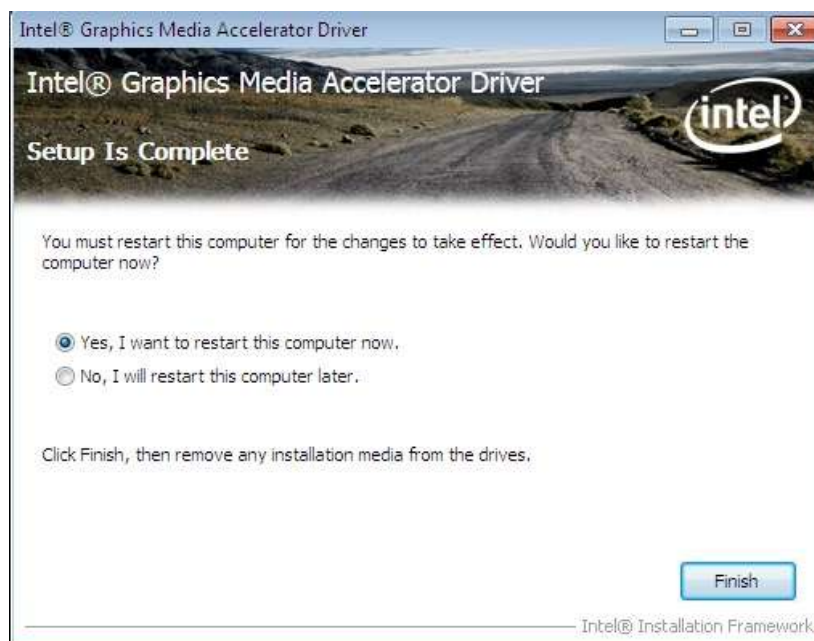 Intel® Graphics Media Accelerator Driver
Intel® Graphics Media Accelerator Driver
intel
Setup Is Complete
You must restart this computer for the changes to take effect. Would you like to restart the
computer now?
Yes, I want to restart this computer now.
No, I will restart this computer later.
Click Finish, then remove any installation media from the drives.
Finish
Intel® Installation Framework